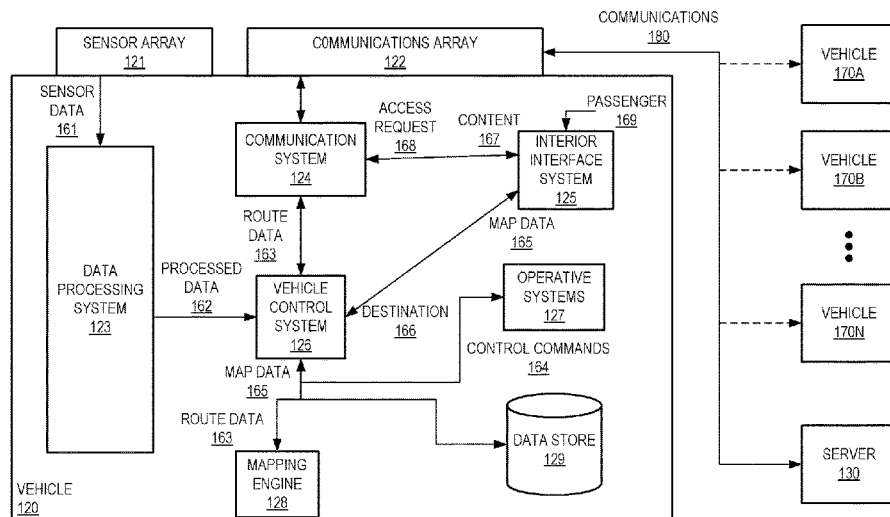 SENSOR ARRAY
121
COMMUNICATIONS ARRAY
122
COMMUNICATIONS
180
VEHICLE
170A
SENSOR
DATA
161
COMMUNICATION
SYSTEM
124
ACCESS
REQUEST
168
CONTENT
167
PASSENGER
169
INTERIOR
INTERFACE
SYSTEM
125
VEHICLE
170B
ROUTE
DATA
163
MAP DATA
165
DATA
PROCESSING
SYSTEM
123
PROCESSED
DATA
162
VEHICLE
CONTROL
SYSTEM
126
DESTINATION
166
OPERATIVE
SYSTEMS
127
VEHICLE
170N
CONTROL COMMANDS
164
MAP DATA
165
ROUTE DATA
163
MAPPING
ENGINE
128
DATA STORE
129
SERVER
130
VEHICLE
120